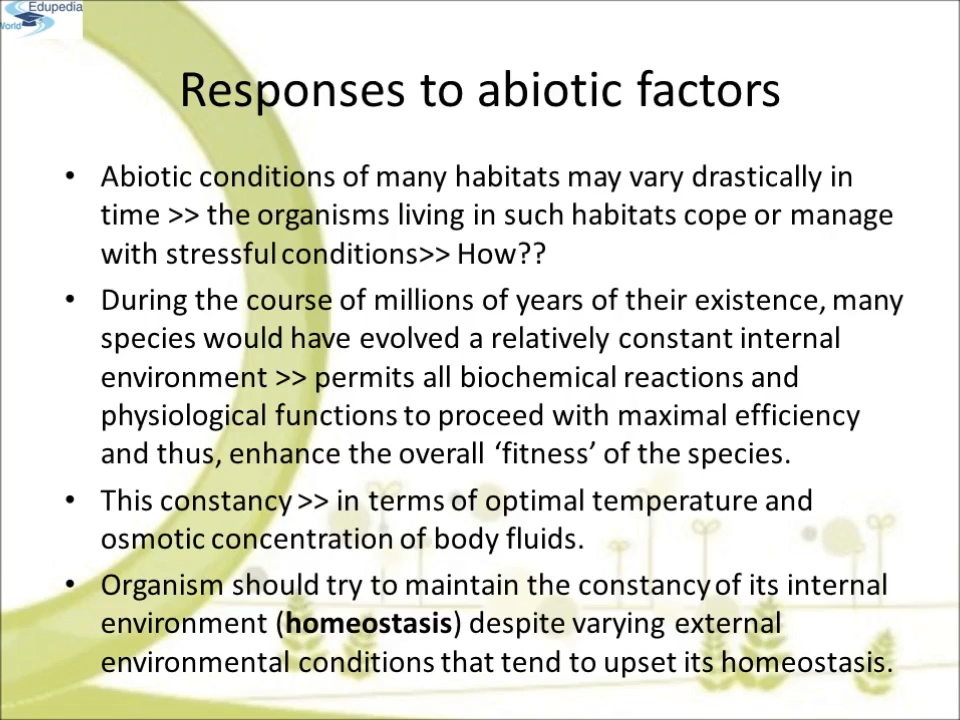 Edupedia
World
Responses to abiotic factors
• Abiotic conditions of many habitats may vary drastically in
time >> the organisms living in such habitats cope or manage
with stressful conditions>> How??
• During the course of millions of years of their existence, many
species would have evolved a relatively constant internal
environment >> permits all biochemical reactions and
physiological functions to proceed with maximal efficiency
and thus, enhance the overall ‘fitness’ of the species.
• This constancy >> in terms of optimal temperature and
osmotic concentration of body fluids.
• Organism should try to maintain the constancy of its internal
environment (homeostasis) despite varying external
environmental conditions that tend to upset its homeostasis.